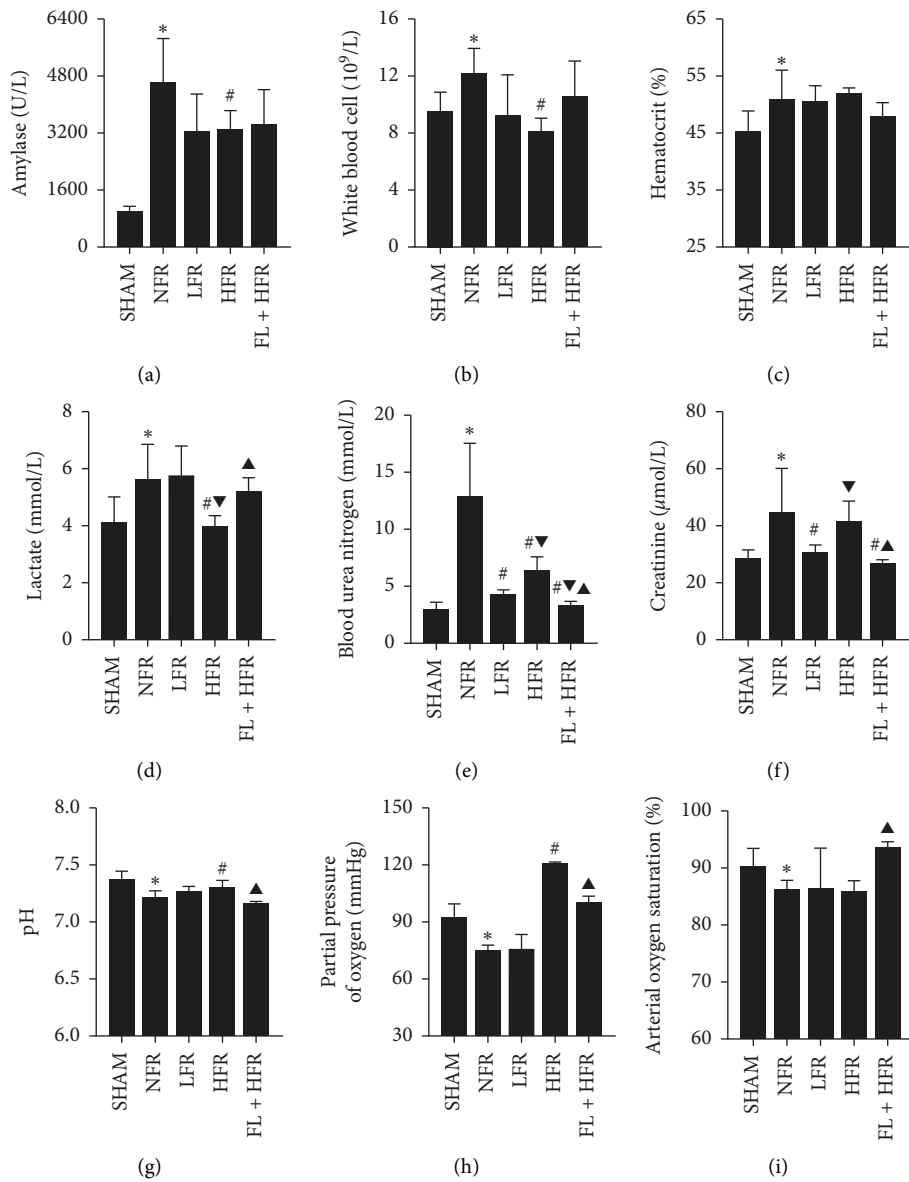 Amylase (U/L)
6400
4800
3200
1600
0
*
#
SHAM
NFR
LFR
HFR
FL + HFR
(a)
White blood cell (10^9/L)
16
12
8
4
0
*
#
SHAM
NFR
LFR
HFR
FL + HFR
(b)
Hematocrit (%)
65
55
45
35
25
*
SHAM
NFR
LFR
HFR
FL + HFR
(c)
Lactate (mmol/L)
8
6
4
2
0
*
#▼
▲
SHAM
NFR
LFR
HFR
FL + HFR
(d)
Blood urea nitrogen (mmol/L)
20
15
10
5
0
*
#
#▼
#▼▲
SHAM
NFR
LFR
HFR
FL + HFR
(e)
Creatinine (μmol/L)
80
60
40
20
0
*
#
▼
#▲
SHAM
NFR
LFR
HFR
FL + HFR
(f)
pH
8.0
7.5
7.2
6.5
6.0
*
#
▲
SHAM
NFR
LFR
HFR
FL + HFR
(g)
Partial pressure
of oxygen (mmHg)
150
120
90
60
30
*
#
▲
SHAM
NFR
LFR
HFR
FL + HFR
(h)
Arterial oxygen saturation (%)
100
90
80
70
60
*
▲
SHAM
NFR
LFR
HFR
FL + HFR
(i)